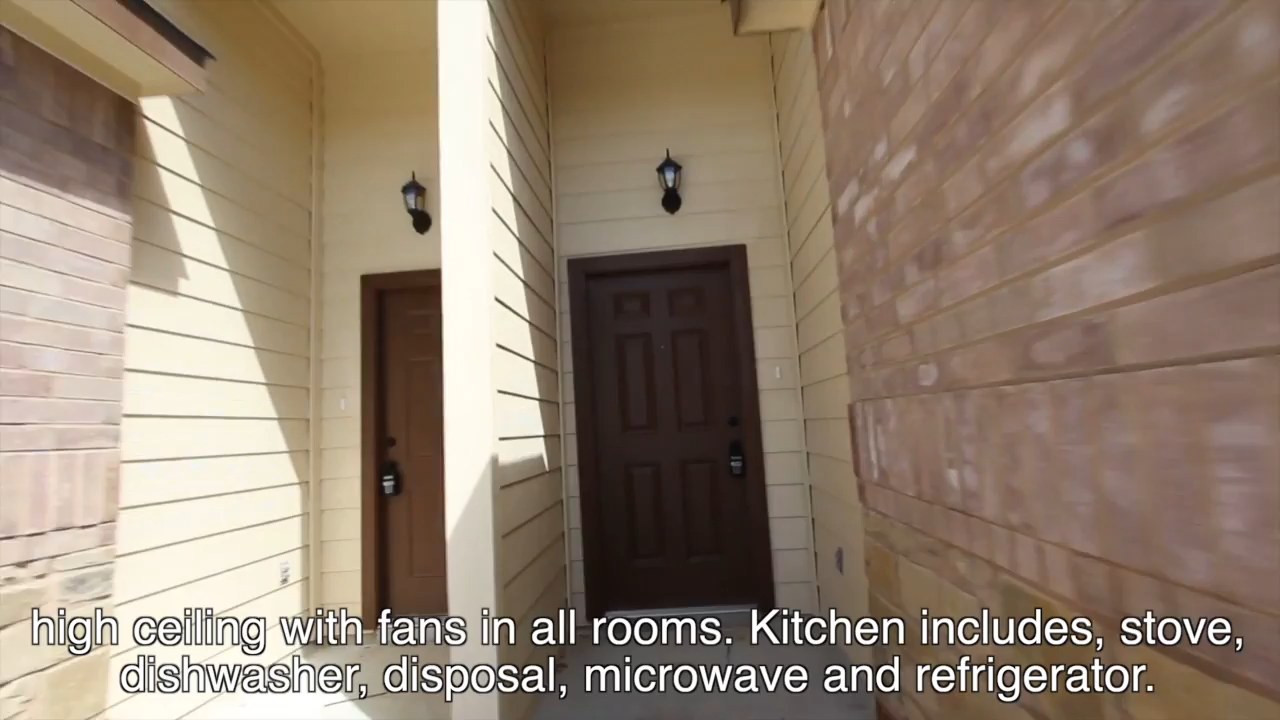 high ceiling with fans in all rooms. Kitchen includes, stove,
dishwasher, disposal, microwave and refrigerator.